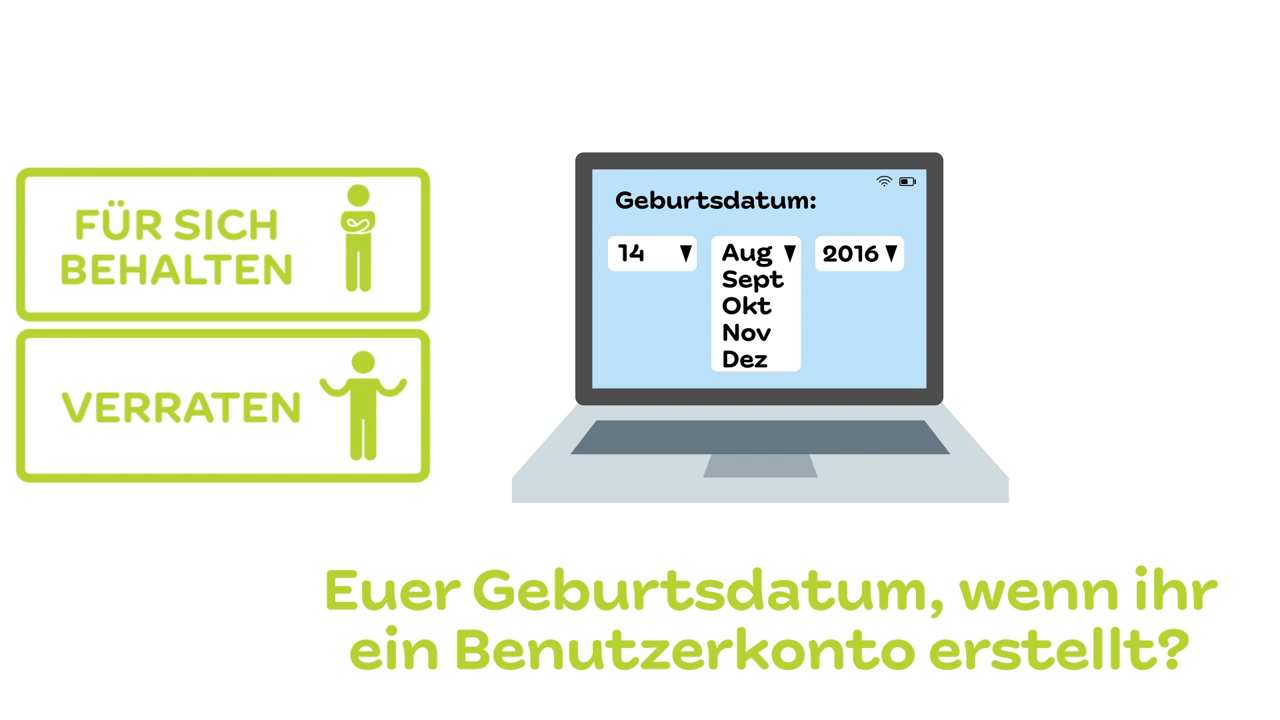 FÜR SICH
BEHALTEN
VERRATEN
Geburtsdatum:
14 ▼ Aug ▼ 2016 ▼
Sept
Okt
Nov
Dez
Euer Geburtsdatum, wenn ihr
ein Benutzerkonto erstellt?